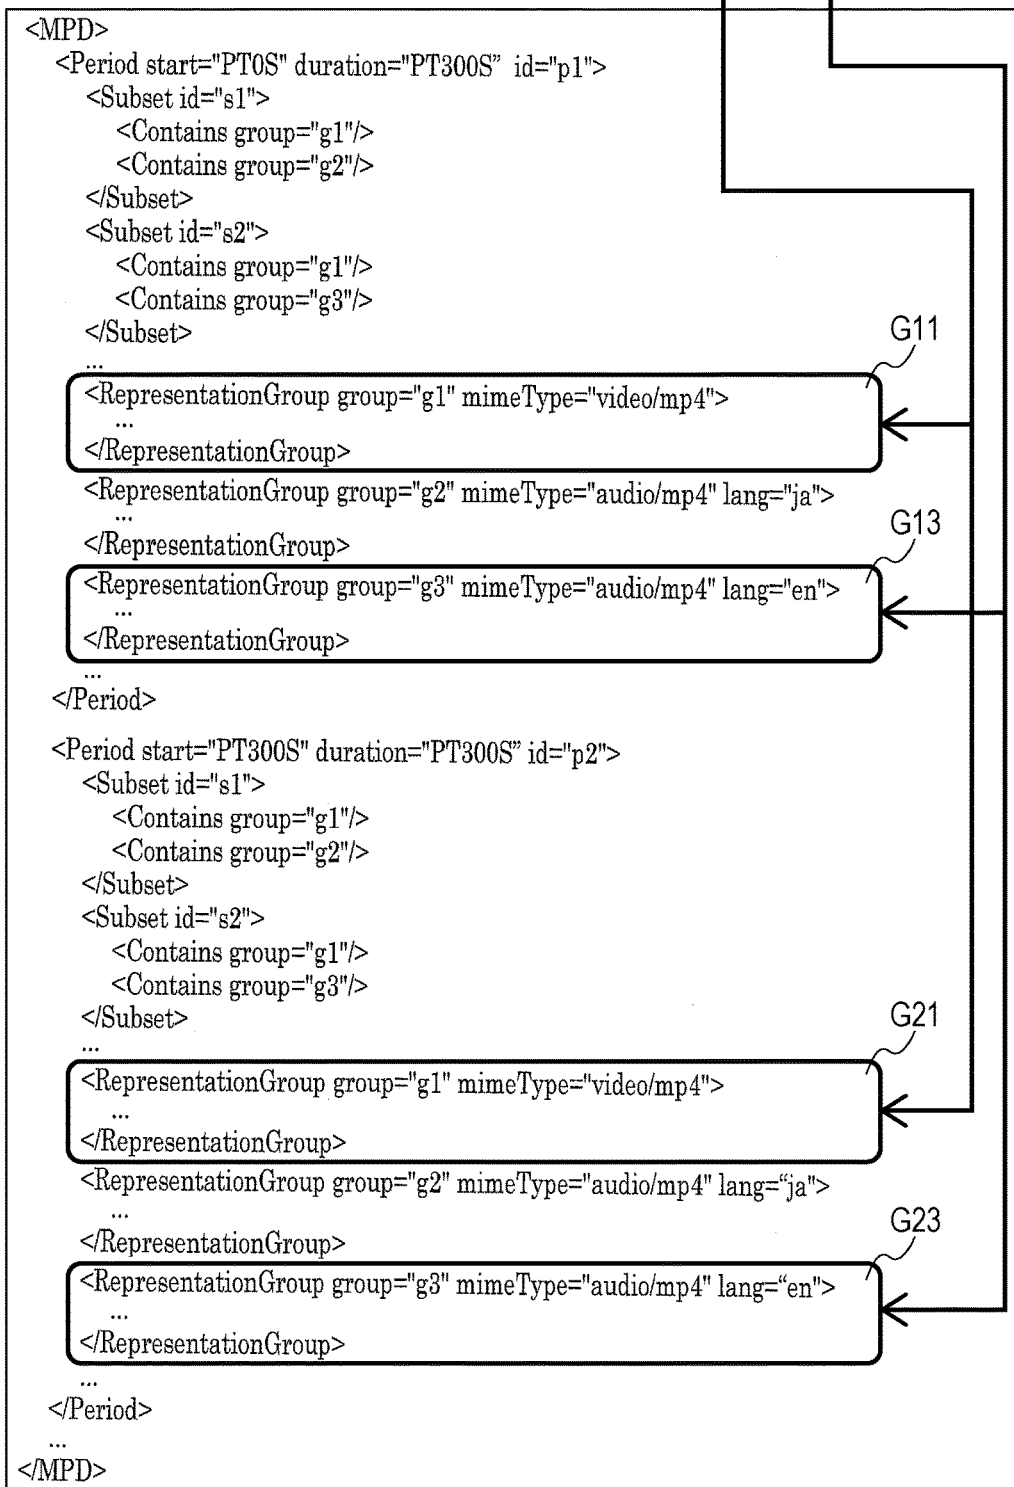 <MPD>
<Period start="PT0S" duration="PT300S” id="p1">
<Subset id="s1">
<Contains group="g1"/>
<Contains group="g2"/>
</Subset>
<Subset id="s2">
<Contains group="g1"/>
<Contains group="g3"/>
</Subset>
...
G11
<RepresentationGroup group="g1" mimeType="video/mp4">
...
</RepresentationGroup>
<RepresentationGroup group="g2" mimeType="audio/mp4" lang="ja">
...
</RepresentationGroup>
G13
<RepresentationGroup group="g3" mimeType="audio/mp4" lang="en">
...
</RepresentationGroup>
...
</Period>
<Period start="PT300S" duration="PT300S” id="p2">
<Subset id="s1">
<Contains group="g1"/>
<Contains group="g2"/>
</Subset>
<Subset id="s2">
<Contains group="g1"/>
<Contains group="g3"/>
</Subset>
...
G21
<RepresentationGroup group="g1" mimeType="video/mp4">
...
</RepresentationGroup>
<RepresentationGroup group="g2" mimeType="audio/mp4" lang=“ja">
...
</RepresentationGroup>
G23
<RepresentationGroup group="g3" mimeType="audio/mp4" lang=“en">
...
</RepresentationGroup>
...
</Period>
...
</MPD>